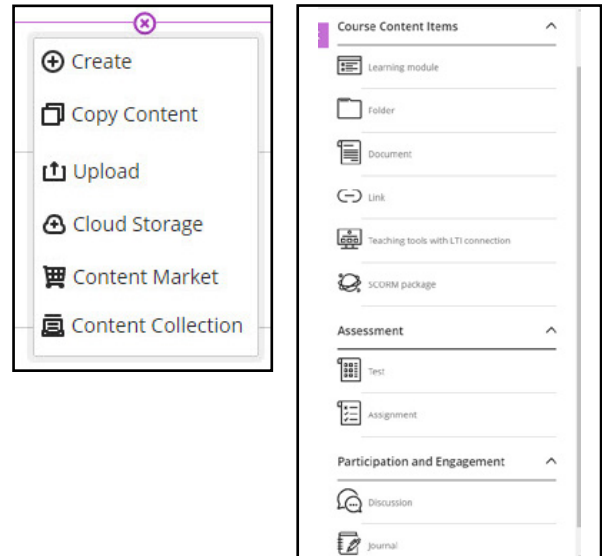 Create
Copy Content
Upload
Cloud Storage
Content Market
Content Collection
Course Content Items
Learning module
Folder
Document
Link
Teaching tools with LTI connection
SCORM package
Assessment
Test
Assignment
Participation and Engagement
Discussion
Journal